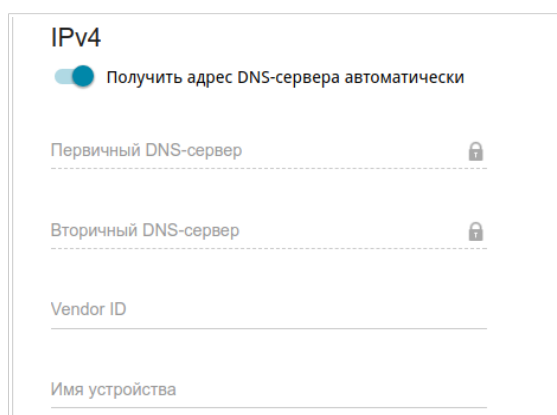 IPv4
Получить адрес DNS-сервера автоматически
Первичный DNS-сервер
Вторичный DNS-сервер
Vendor ID
Имя устройства